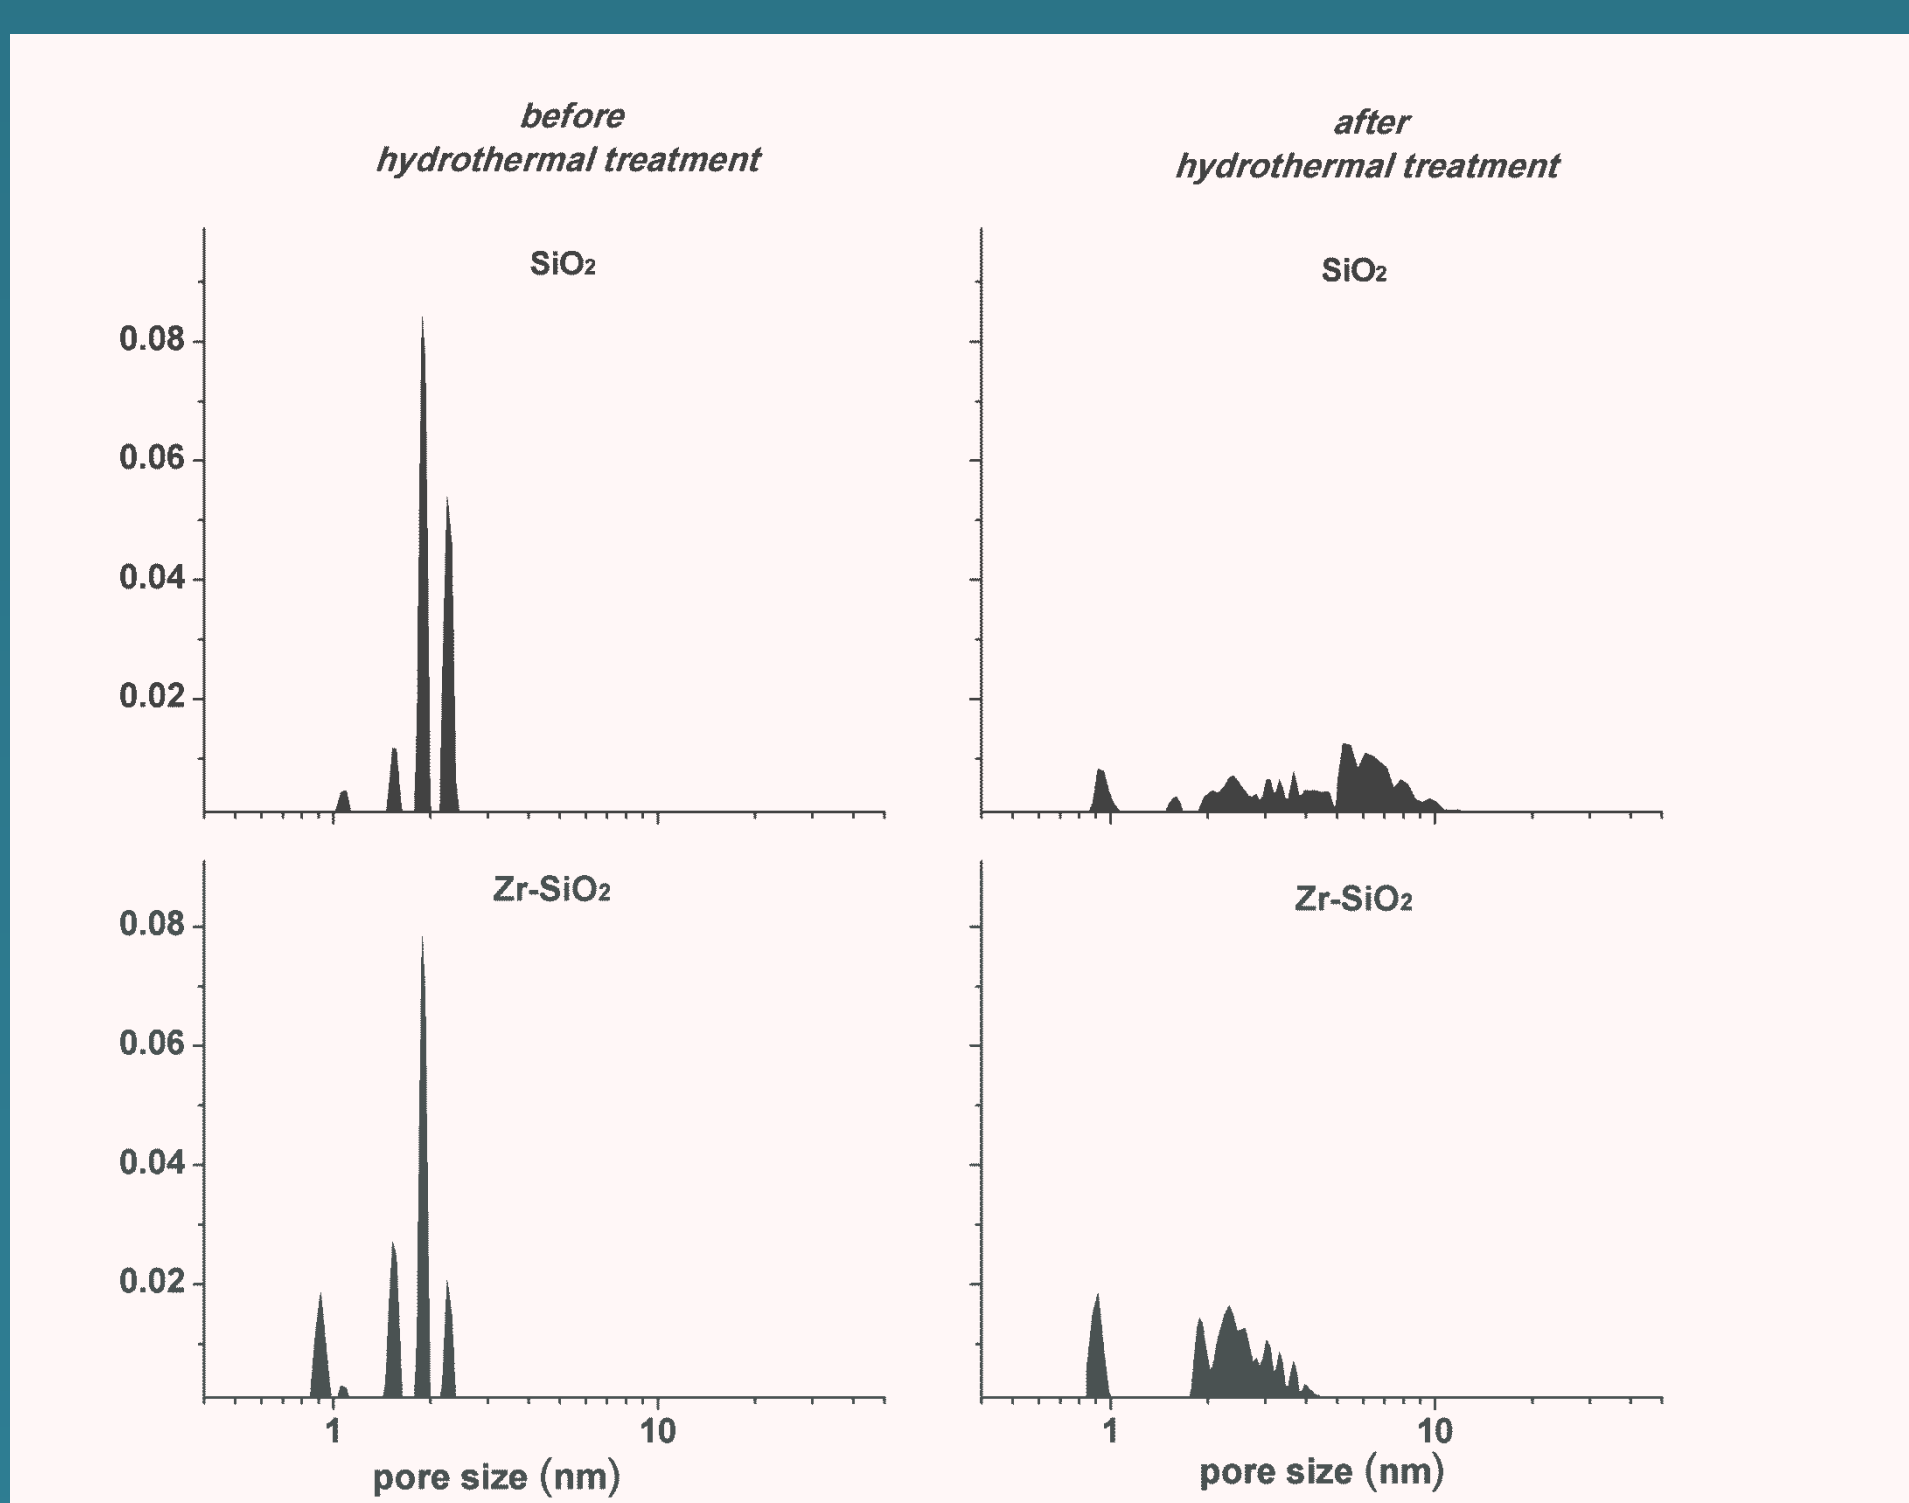 before
hydrothermal treatment
after
hydrothermal treatment
SiO2
0.08
0.06
0.04
0.02
SiO2
Zr-SiO2
0.08
0.06
0.04
0.02
1
10
pore size (nm)
Zr-SiO2
1
10
pore size (nm)